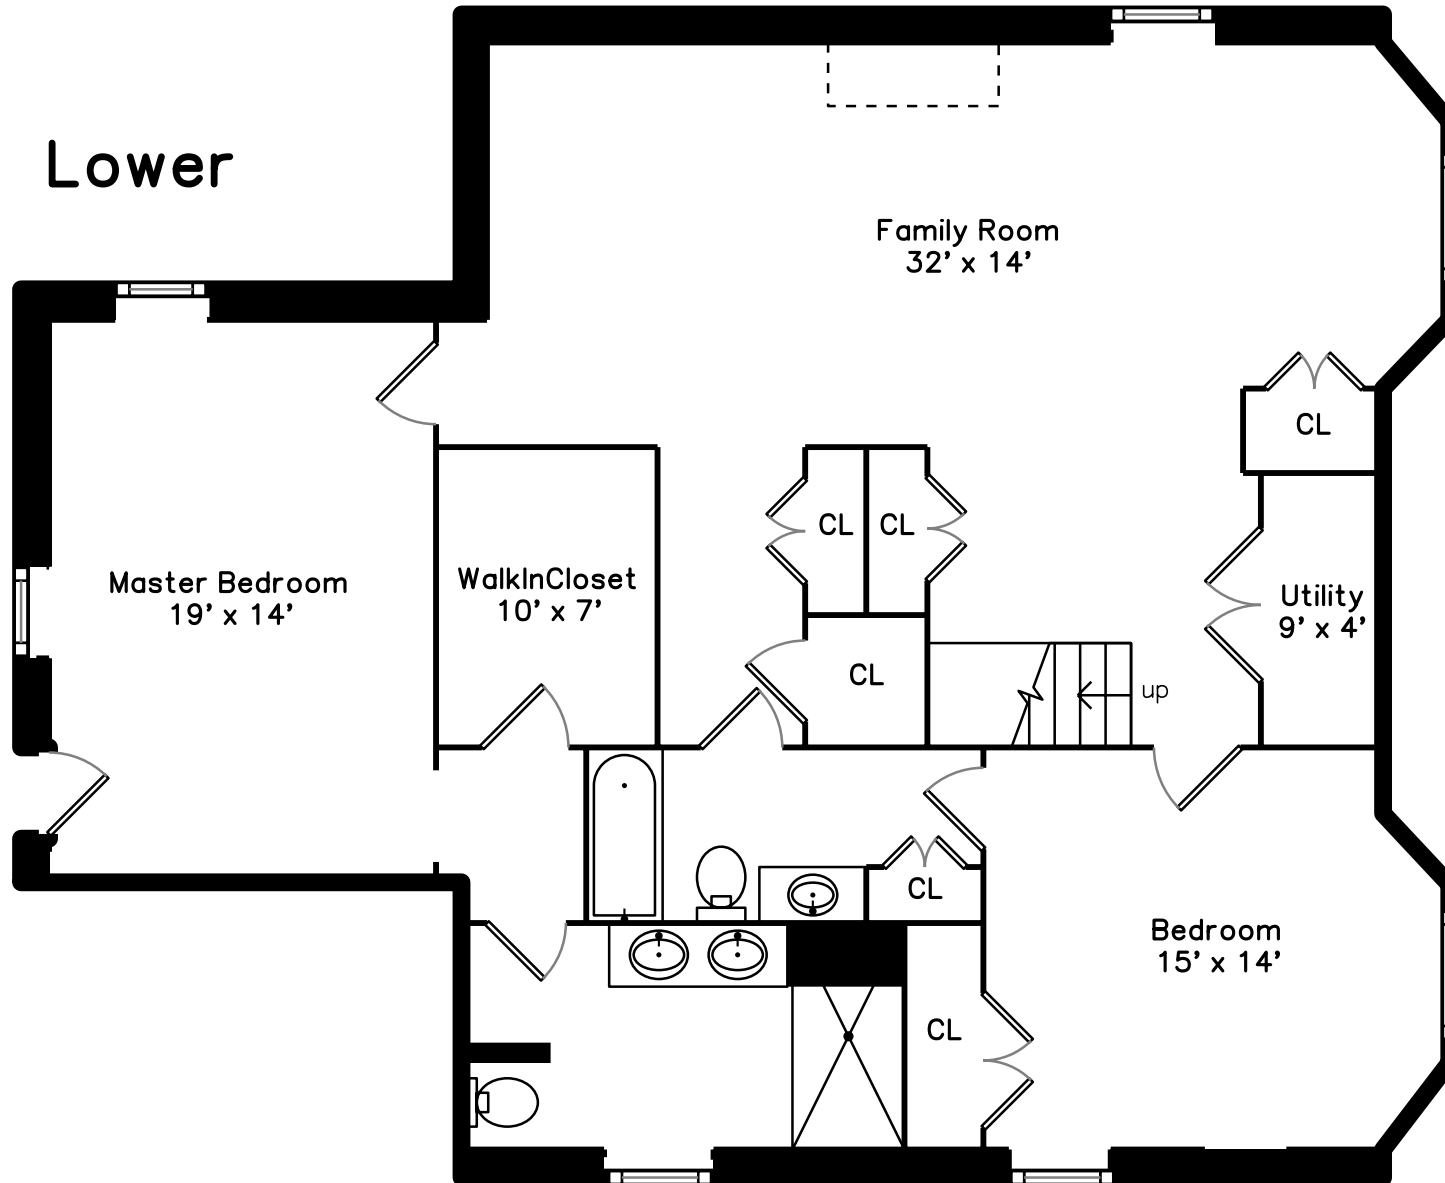 Lower
Family Room
32' x 14'
CL
CL
CL
Master Bedroom
19' x 14'
WalkInCloset
10' x 7'
Utility
9' x 4'
CL
up
CL
Bedroom
15' x 14'
CL